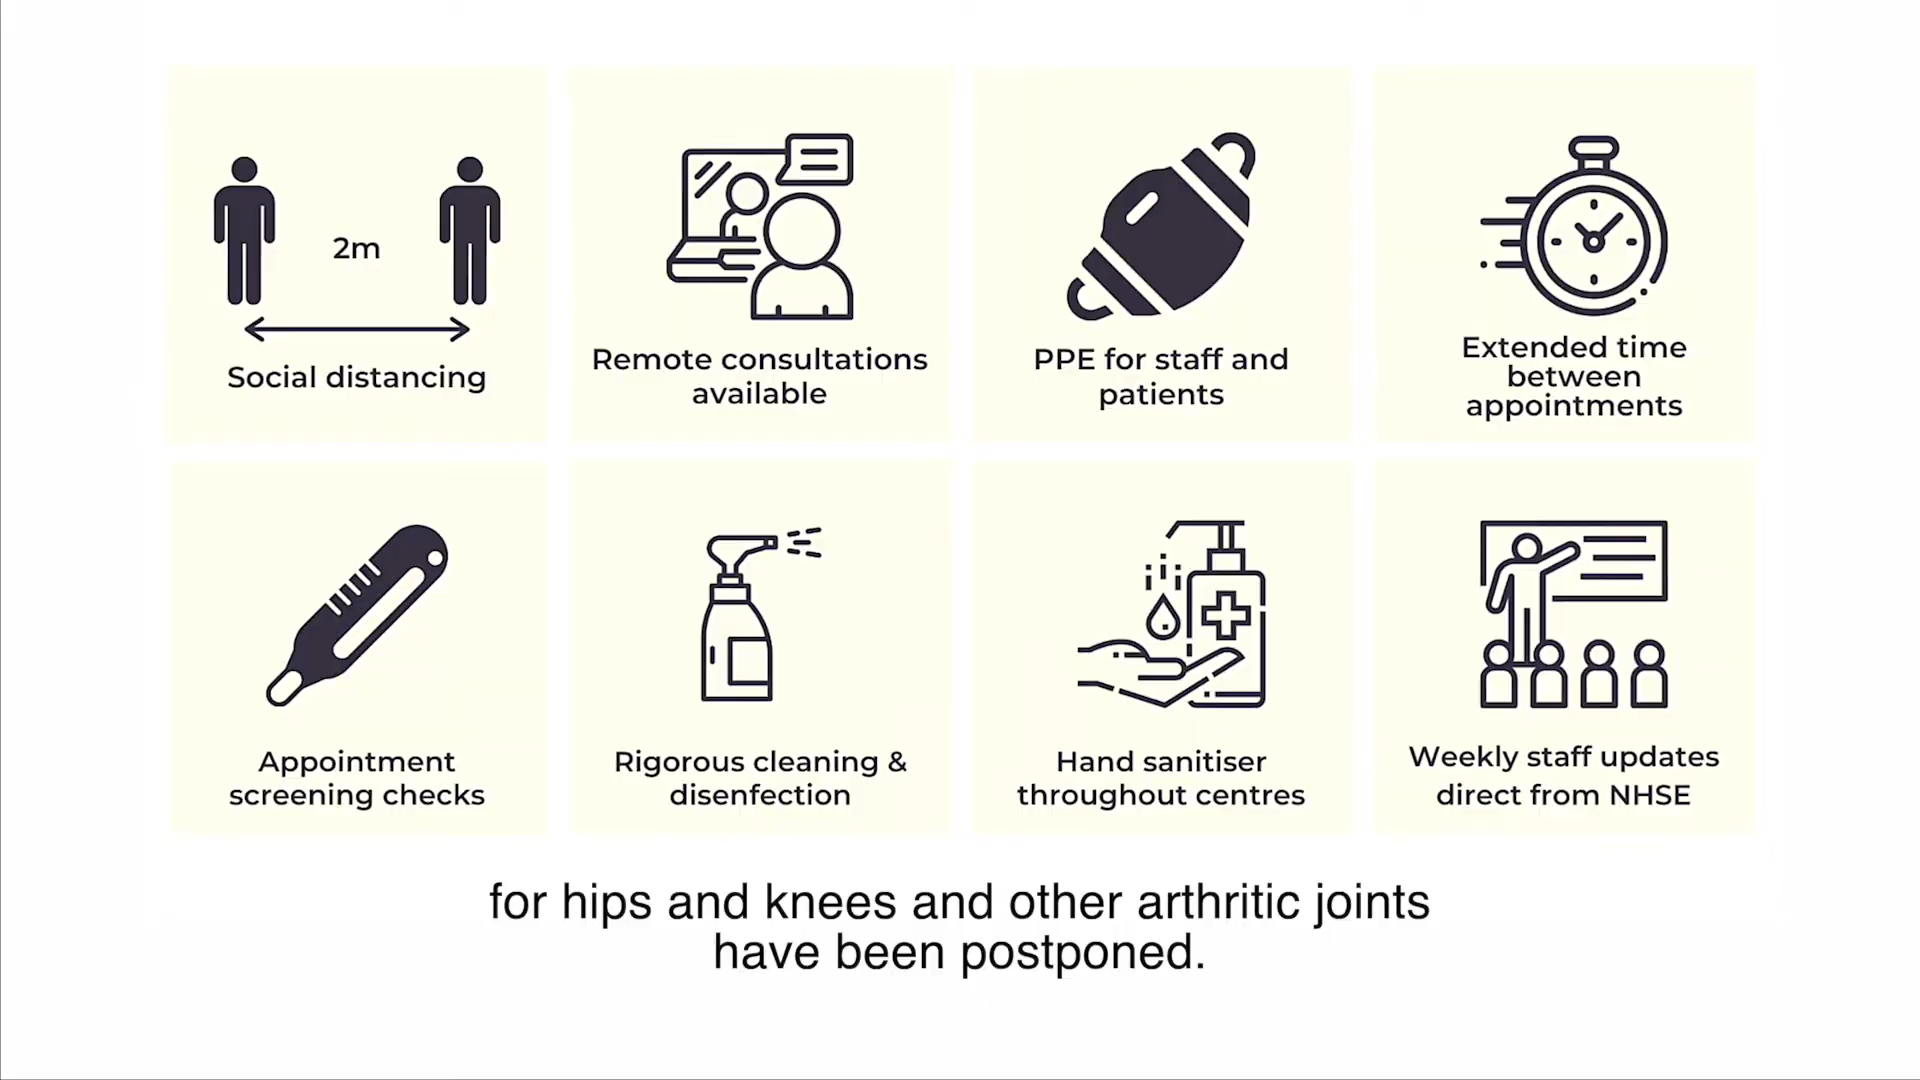 2m
Social distancing
Remote consultations
available
PPE for staff and
patients
Extended time
between
appointments
Appointment
screening checks
Rigorous cleaning &
disenfection
Hand sanitiser
throughout centres
Weekly staff updates
direct from NHSE
for hips and knees and other arthritic joints
have been postponed.